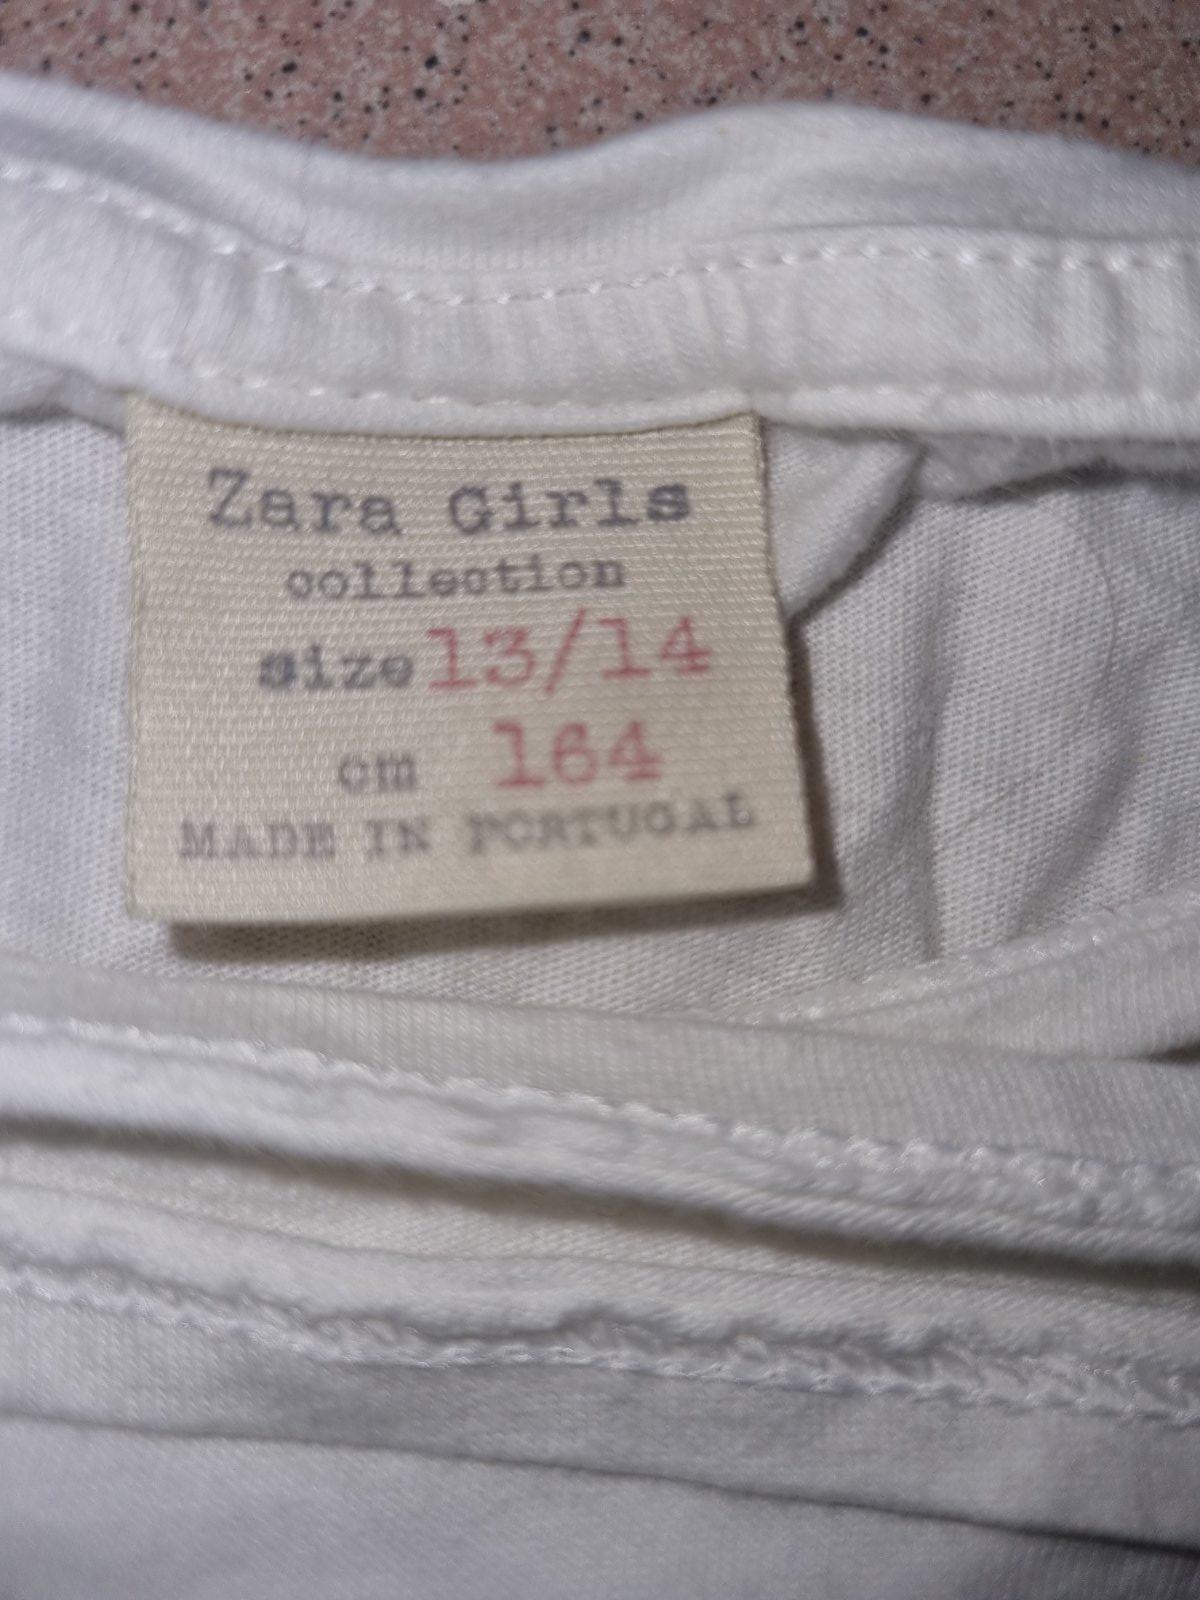 Zara Girls
collection
size 13/14
cm 164
MADE IN PORTUGAL